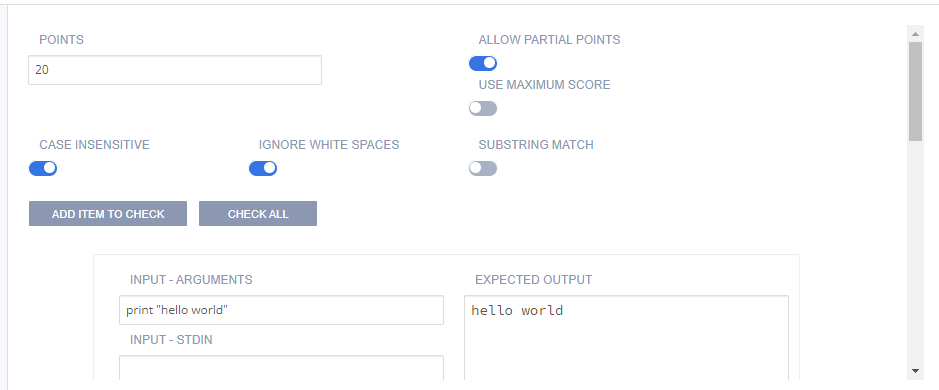 POINTS
ALLOW PARTIAL POINTS
20
USE MAXIMUM SCORE
CASE INSENSITIVE
IGNORE WHITE SPACES
SUBSTRING MATCH
ADD ITEM TO CHECK
CHECK ALL
INPUT - ARGUMENTS
EXPECTED OUTPUT
print "hello world"
hello world
INPUT - STDIN